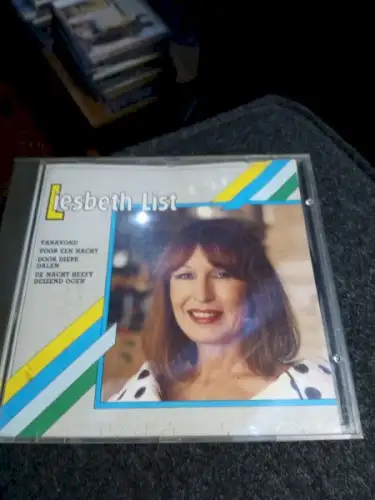 Liesbeth List
VANAVOND
VOOR EEN NACHT
DOOR DIEPE
DALEN
DE NACHT HEEFT
DUIZEND OGEN